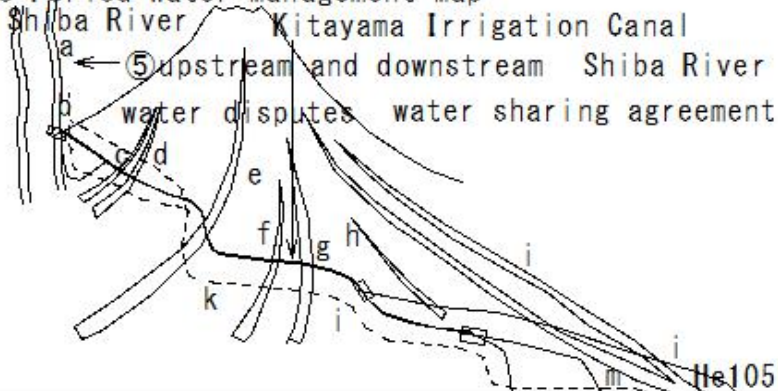 Shiba River
Kitayama Irrigation Canal
a
⑤upstream and downstream Shiba River
b
water disputes water sharing agreement
c
d
e
f
g
h
i
k
i
i
m
He105